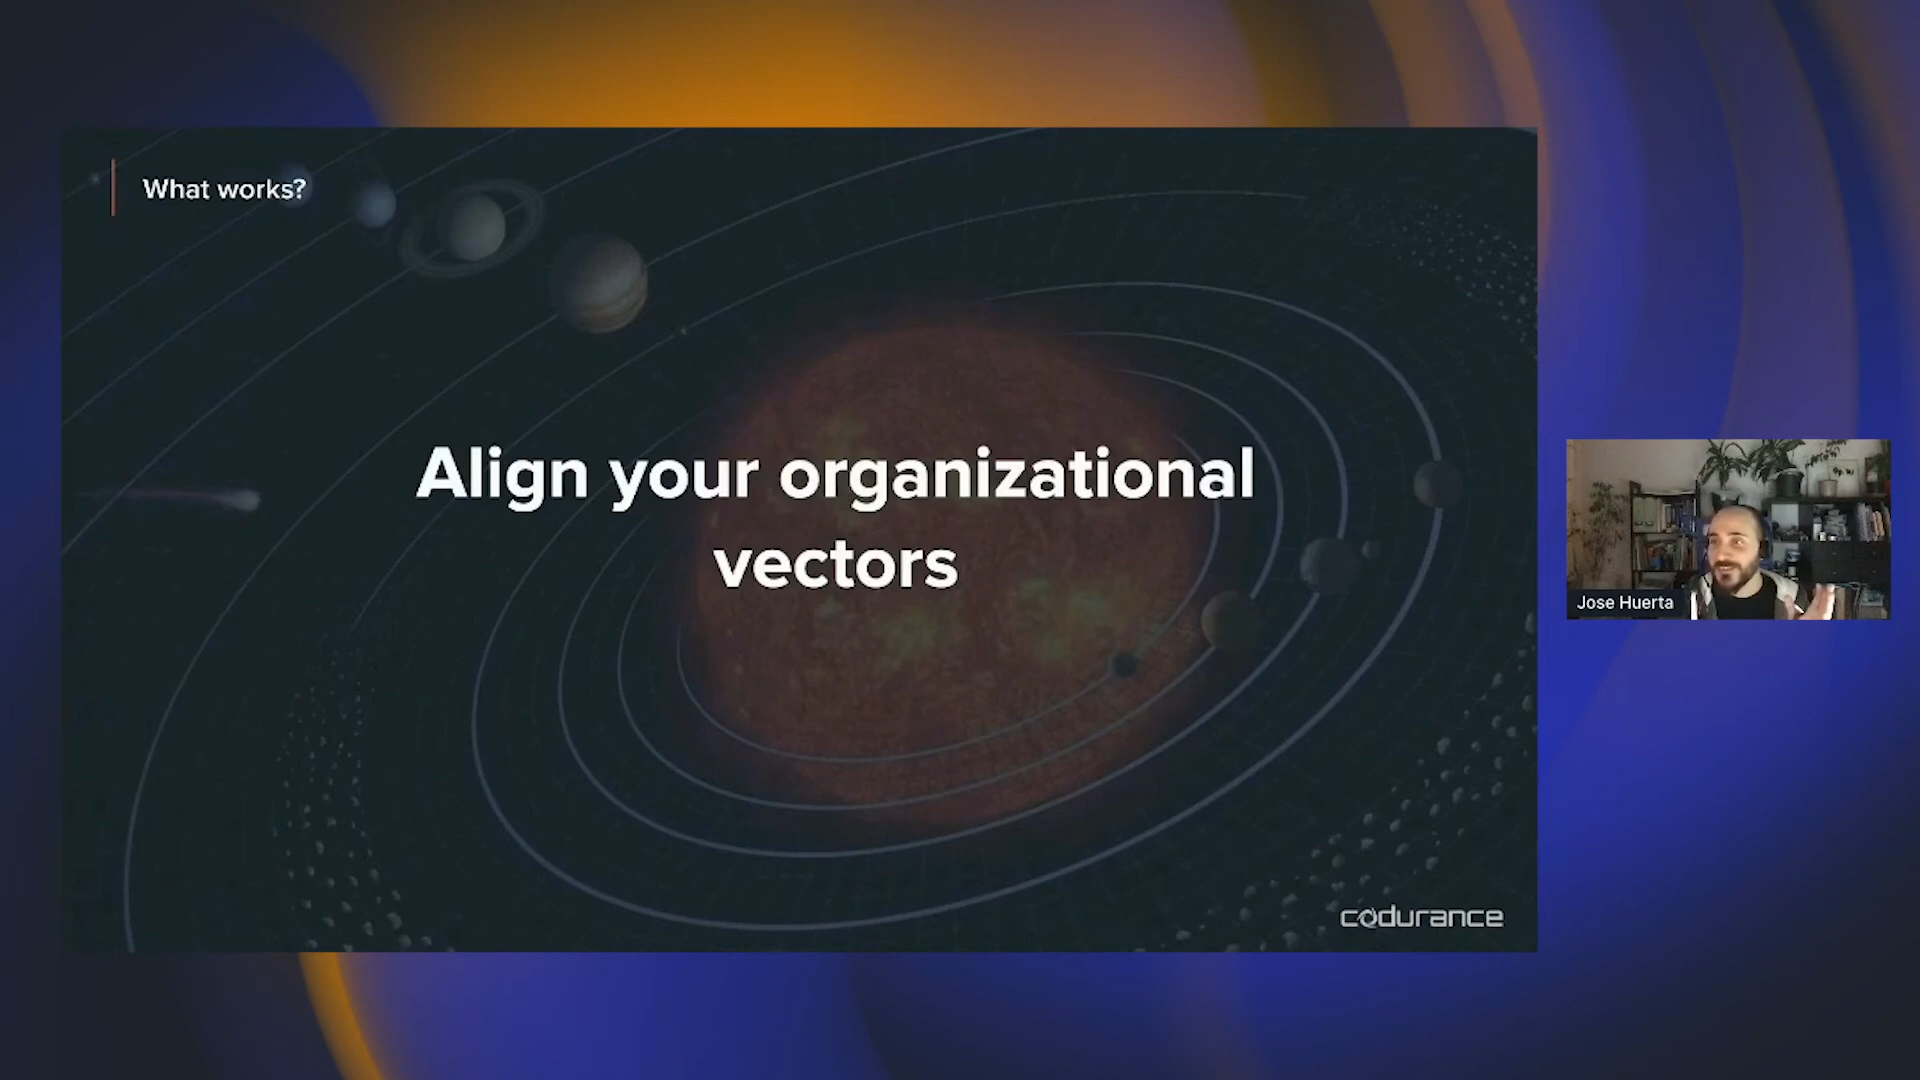 What works?
Align your organizational
vectors
Jose Huerta
codurance